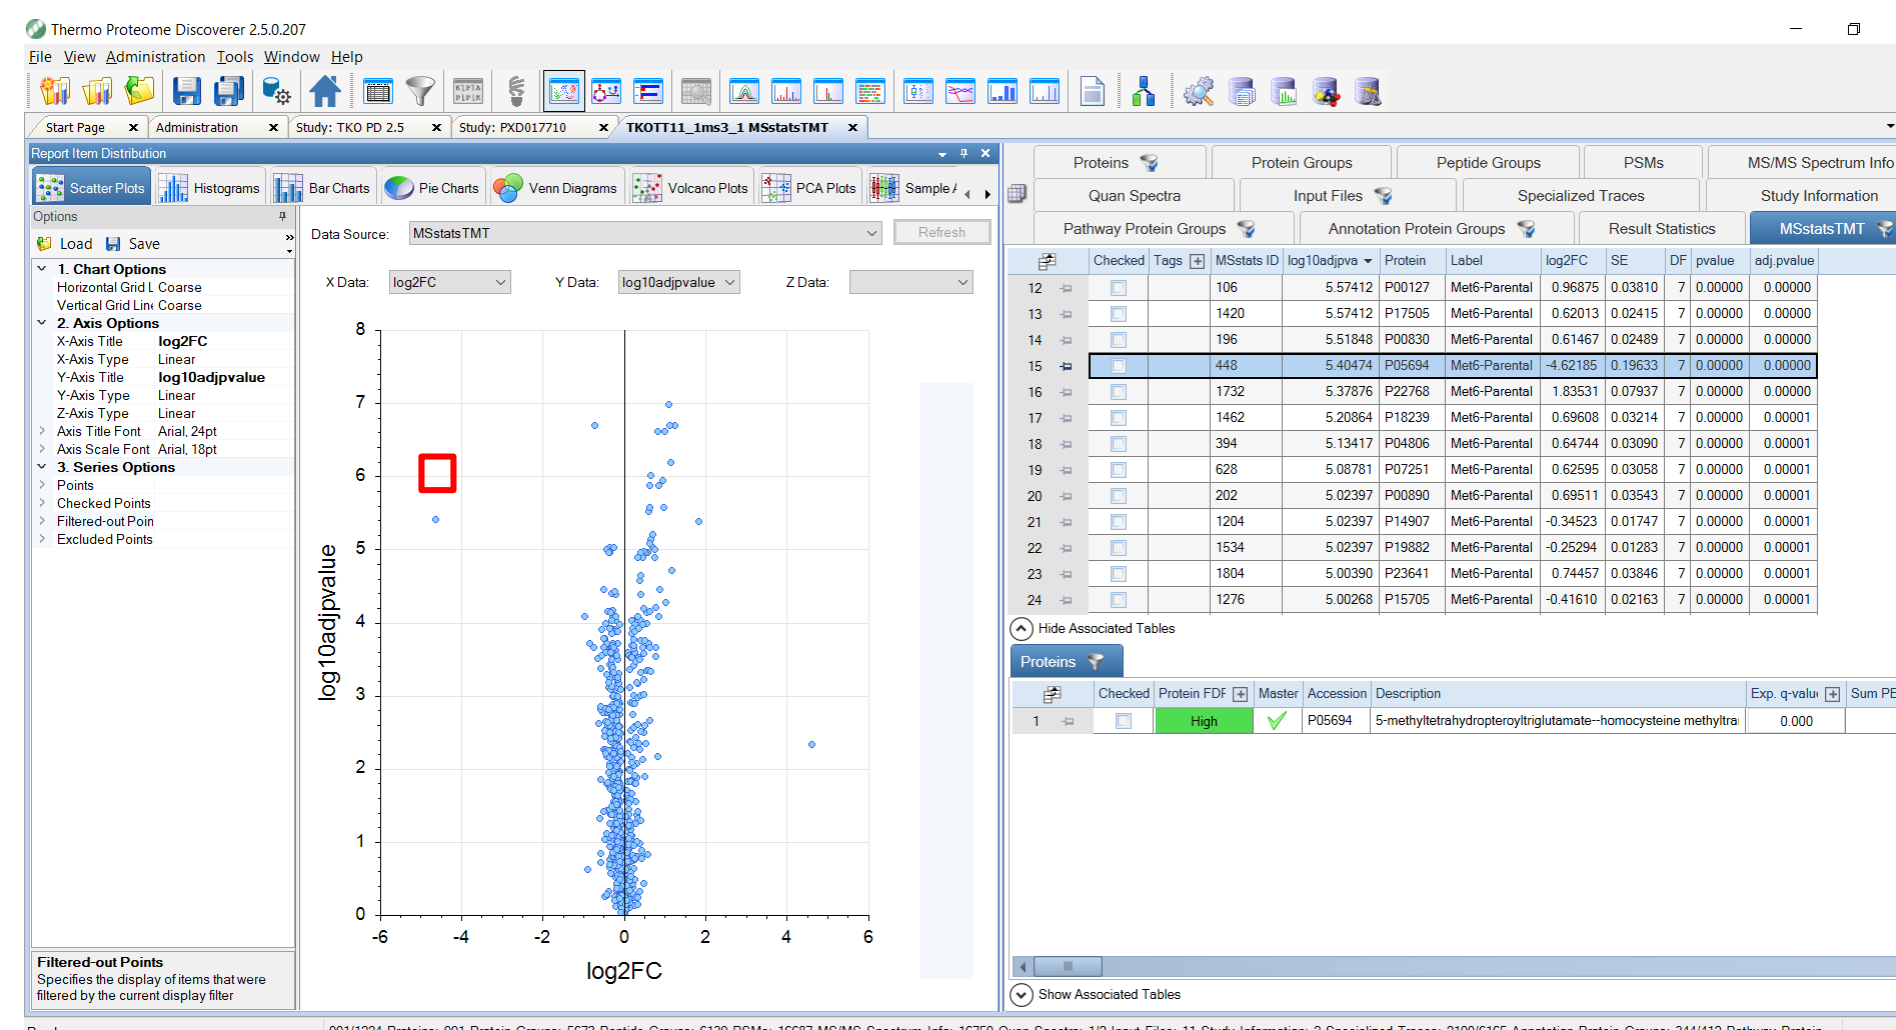 Thermo Proteome Discoverer 2.5.0.207
File View Administration Tools Window Help
Start Page x Administration x Study: TKO PD 2.5 x Study: PXD017710 x TKOTT11_1ms3_1 MSstatsTMT x
Report Item Distribution
Scatter Plots Histograms Bar Charts Pie Charts Venn Diagrams Volcano Plots PCA Plots Sample
Options
Load Save
1. Chart Options
Horizontal Grid L Coarse
Vertical Grid Line Coarse
2. Axis Options
X-Axis Title log2FC
X-Axis Type Linear
Y-Axis Title log10adjpvalue
Y-Axis Type Linear
Z-Axis Type Linear
Axis Title Font Arial, 24pt
Axis Scale Font Arial, 18pt
3. Series Options
Points
Checked Points
Filtered-out Poin
Excluded Points
Filtered-out Points
Specifies the display of items that were
filtered by the current display filter
Data Source: MSstatsTMT Refresh
X Data: log2FC Y Data: log10adjpvalue Z Data:
8
7
6
5
4
3
2
1
0
-6 -4 -2 0 2 4 6
log10adjpvalue
log2FC
Proteins Protein Groups Peptide Groups PSMs MS/MS Spectrum Info
Quan Spectra Input Files Specialized Traces Study Information
Pathway Protein Groups Annotation Protein Groups Result Statistics MSstatsTMT
Checked Tags MSstats ID log10adjpva Protein Label log2FC SE DF pvalue adj.pvalue
12 106 5.57412 P00127 Met6-Parental 0.96875 0.03810 7 0.00000 0.00000
13 1420 5.57412 P17505 Met6-Parental 0.62013 0.02415 7 0.00000 0.00000
14 196 5.51848 P00830 Met6-Parental 0.61467 0.02489 7 0.00000 0.00000
15 448 5.40474 P05694 Met6-Parental -4.62185 0.19633 7 0.00000 0.00000
16 1732 5.37876 P22768 Met6-Parental 1.83531 0.07937 7 0.00000 0.00000
17 1462 5.20864 P18239 Met6-Parental 0.69608 0.03214 7 0.00000 0.00001
18 394 5.13417 P04806 Met6-Parental 0.64744 0.03090 7 0.00000 0.00001
19 628 5.08781 P07251 Met6-Parental 0.62595 0.03058 7 0.00000 0.00001
20 202 5.02397 P00890 Met6-Parental 0.69511 0.03543 7 0.00000 0.00001
21 1204 5.02397 P14907 Met6-Parental -0.34523 0.01747 7 0.00000 0.00001
22 1534 5.02397 P19882 Met6-Parental -0.25294 0.01283 7 0.00000 0.00001
23 1804 5.00390 P23641 Met6-Parental 0.74457 0.03846 7 0.00000 0.00001
24 1276 5.00268 P15705 Met6-Parental -0.41610 0.02163 7 0.00000 0.00001
Hide Associated Tables
Proteins
Checked Protein FDF Master Accession Description Exp. q-valu Sum PE
1 High P05694 5-methyltetrahydropteroyltriglutamate--homocysteine methyltra 0.000
Show Associated Tables